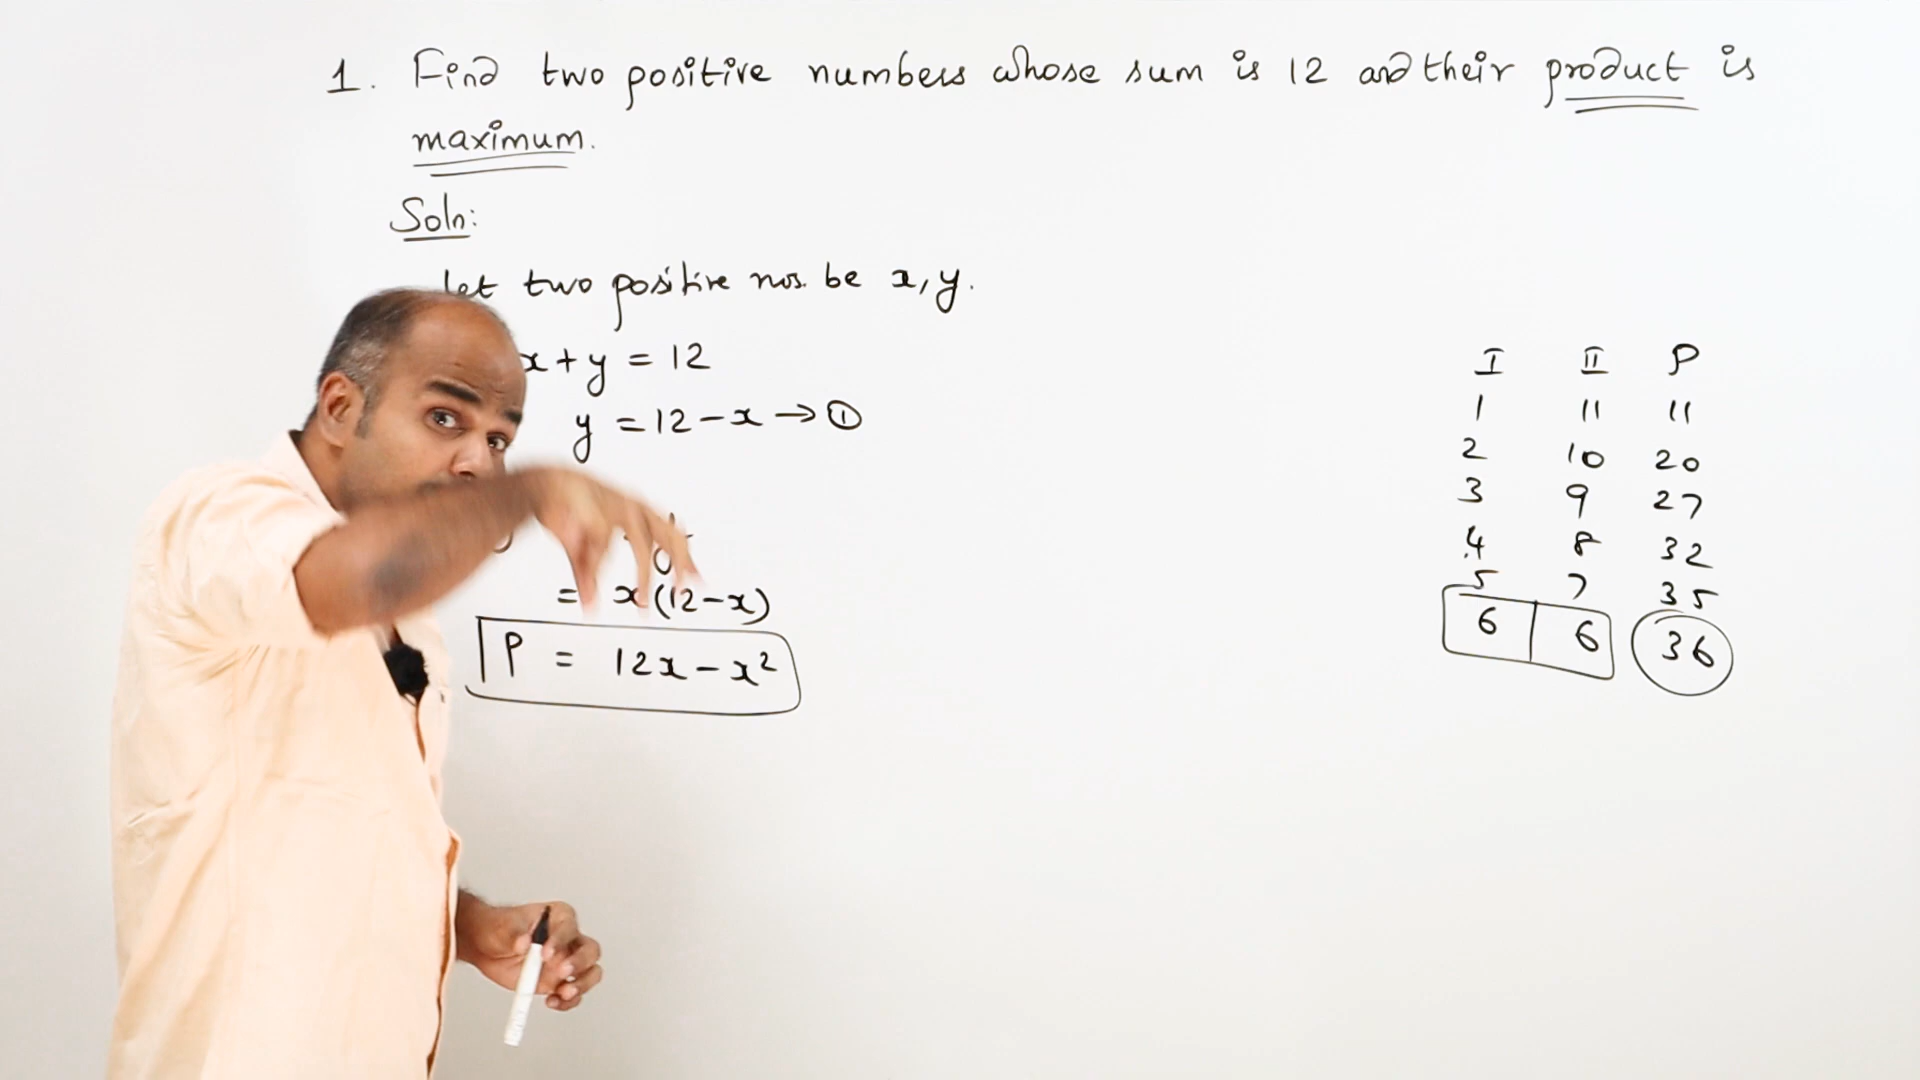 1. Find two positive numbers whose sum is 12 and their product is
maximum.
Soln:
let two positive nos. be x, y.
x + y = 12
y = 12 - x → ①
= x(12-x)
P = 12x - x²
I II P
1 11 11
2 10 20
3 9 27
4 8 32
5 7 35
6 6 36